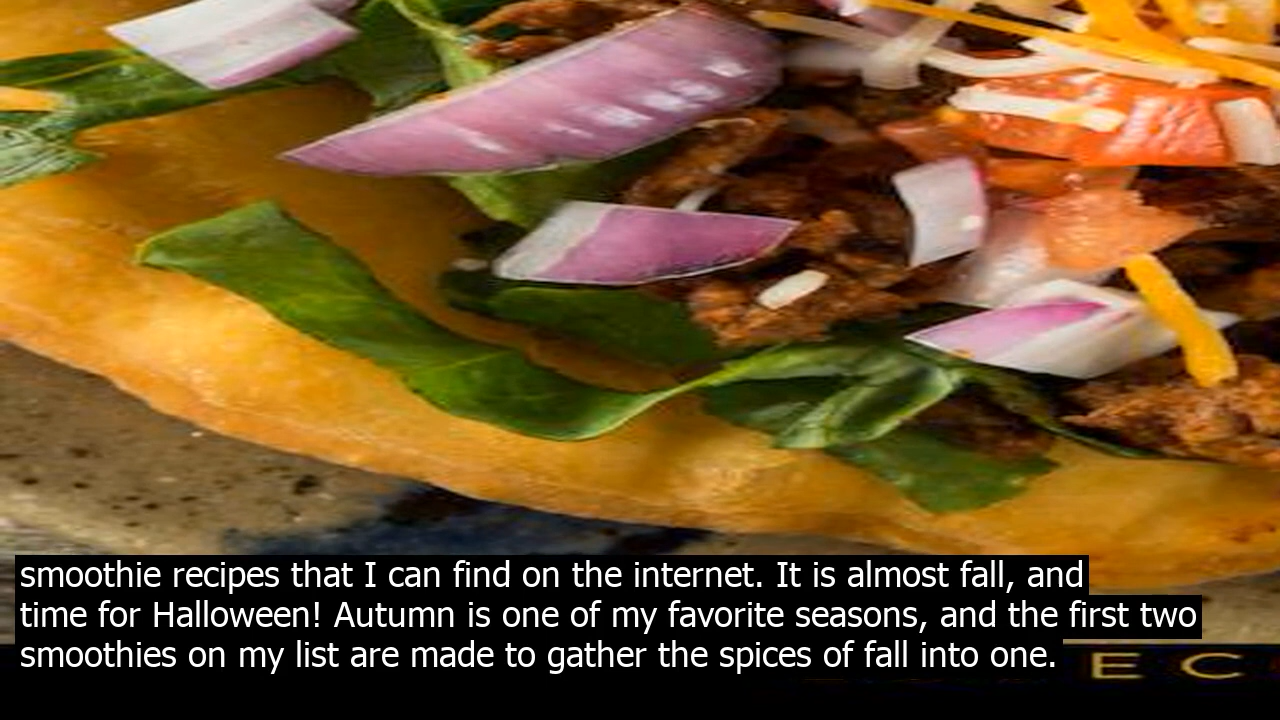 smoothie recipes that I can find on the internet. It is almost fall, and
time for Halloween! Autumn is one of my favorite seasons, and the first two
smoothies on my list are made to gather the spices of fall into one.
E C